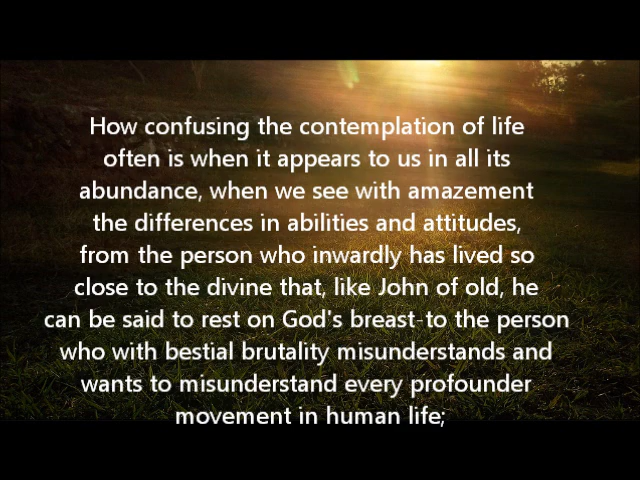 How confusing the contemplation of life
often is when it appears to us in all its
abundance, when we see with amazement
the differences in abilities and attitudes,
from the person who inwardly has lived so
close to the divine that, like John of old, he
can be said to rest on God's breast-to the person
who with bestial brutality misunderstands and
wants to misunderstand every profounder
movement in human life;